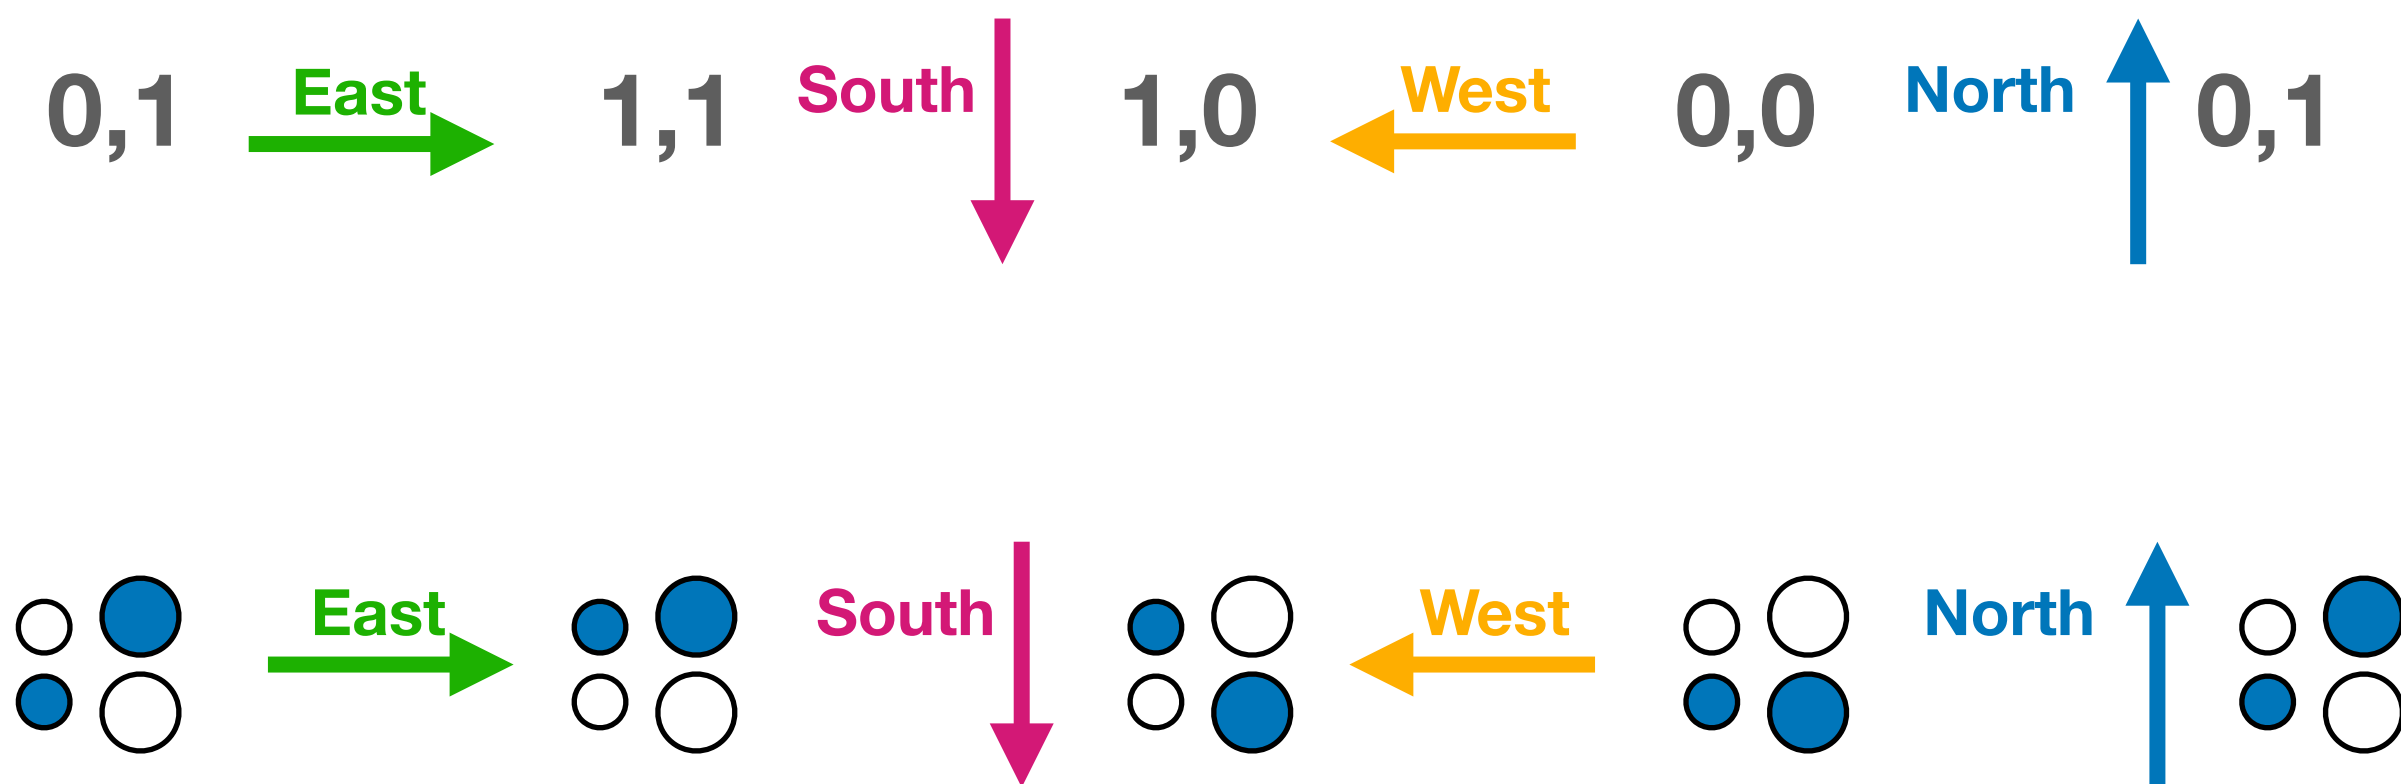 0,1 East 1,1 South 1,0 West 0,0 North 0,1
East South West North